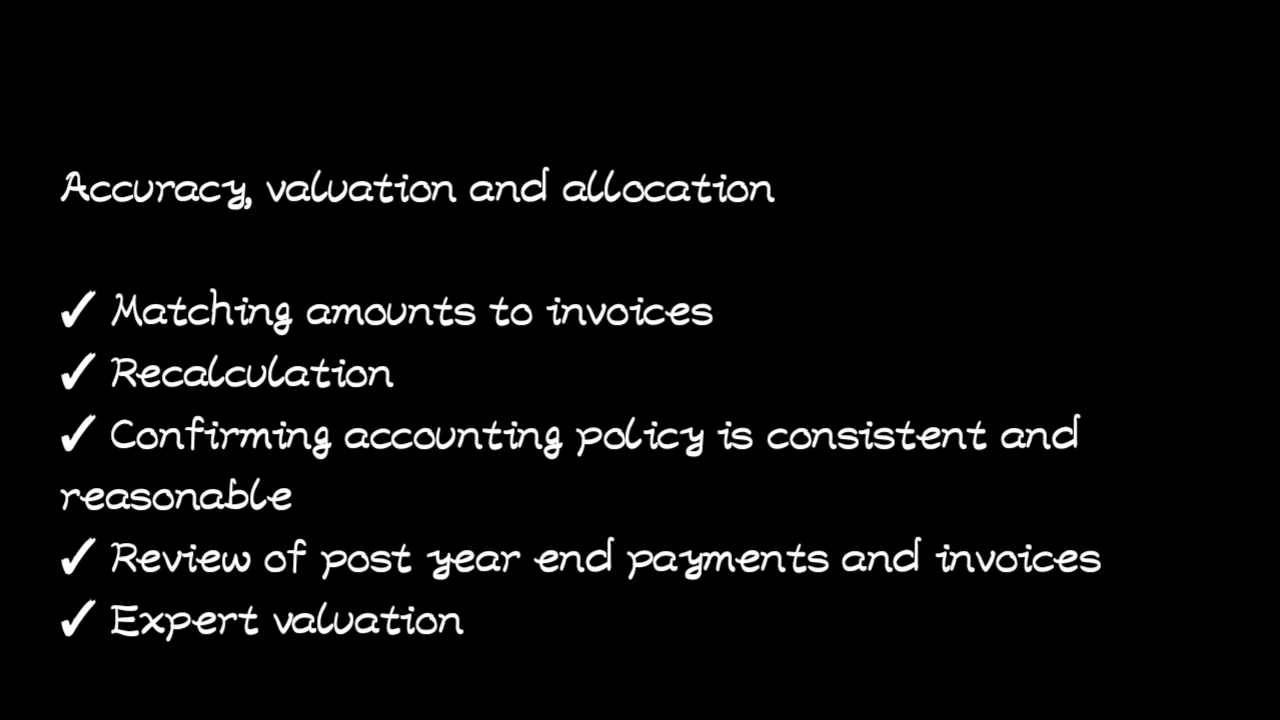 Accuracy, valuation and allocation
✓ Matching amounts to invoices
✓ Recalculation
✓ Confirming accounting policy is consistent and
reasonable
✓ Review of post year end payments and invoices
✓ Expert valuation